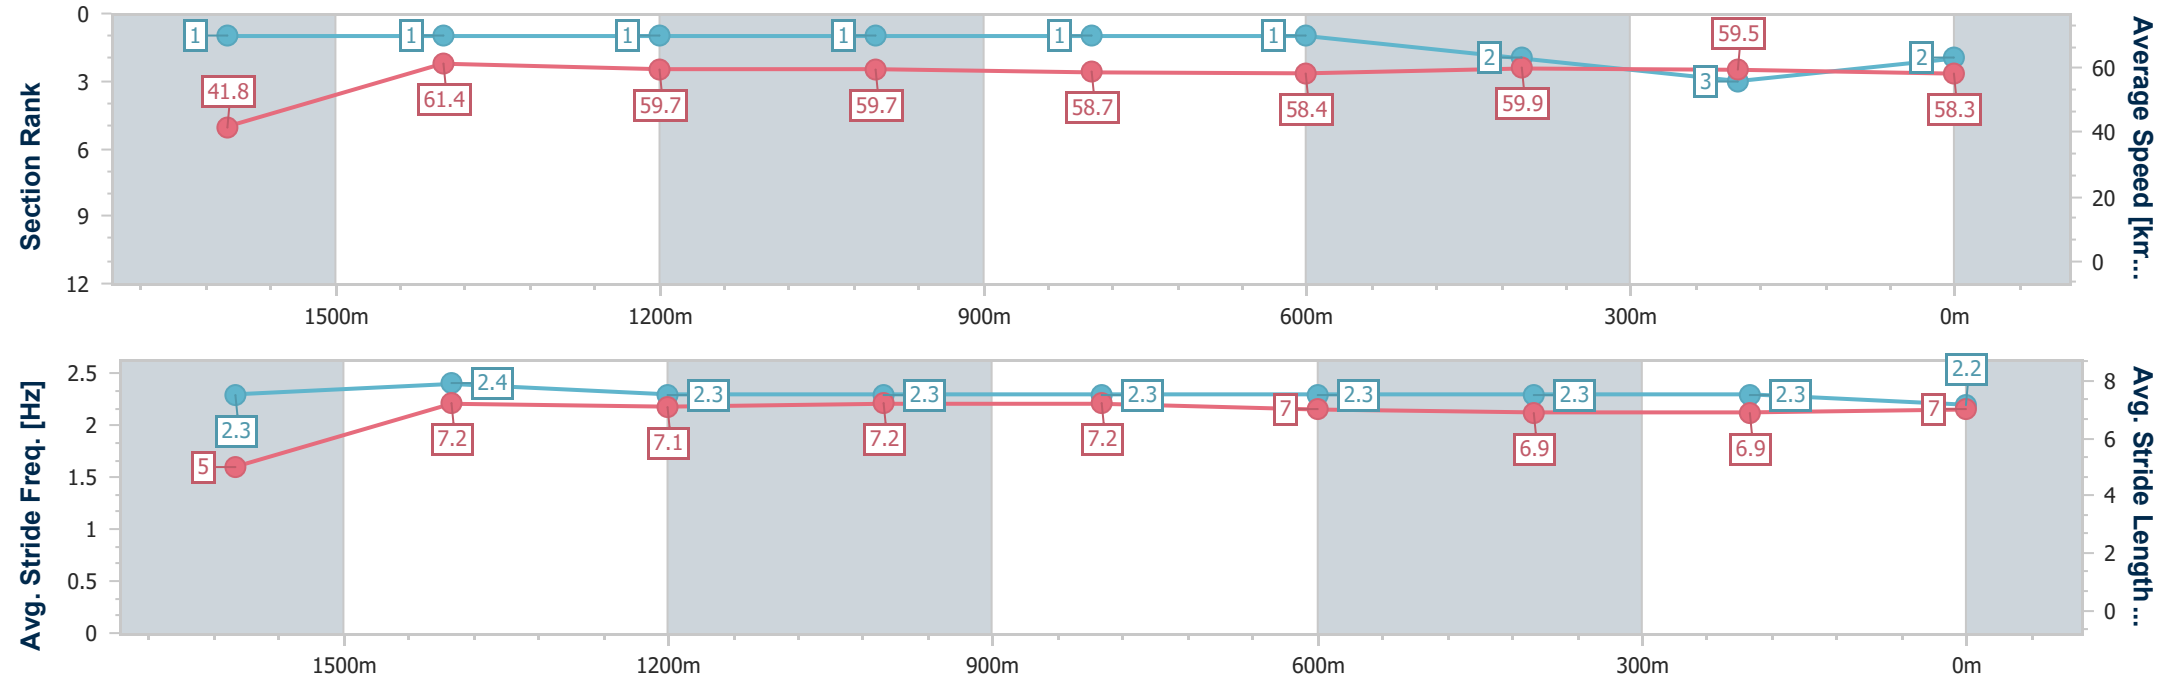 Section Rank
0
3
6
9
12
1 1 1 1 1 1 2 3 2
41.8 61.4 59.7 59.7 58.7 58.4 59.9 59.5 58.3
60
40
20
0
Average Speed [km...
1500m 1200m 900m 600m 300m 0m
Avg. Stride Freq. [Hz]
2.5
2
1.5
1
0.5
0
2.3 2.4 2.3 2.3 2.3 2.3 2.3 2.3 2.2
5 7.2 7.1 7.2 7.2 7 6.9 6.9 7
8
6
4
2
0
Avg. Stride Length ...
1500m 1200m 900m 600m 300m 0m